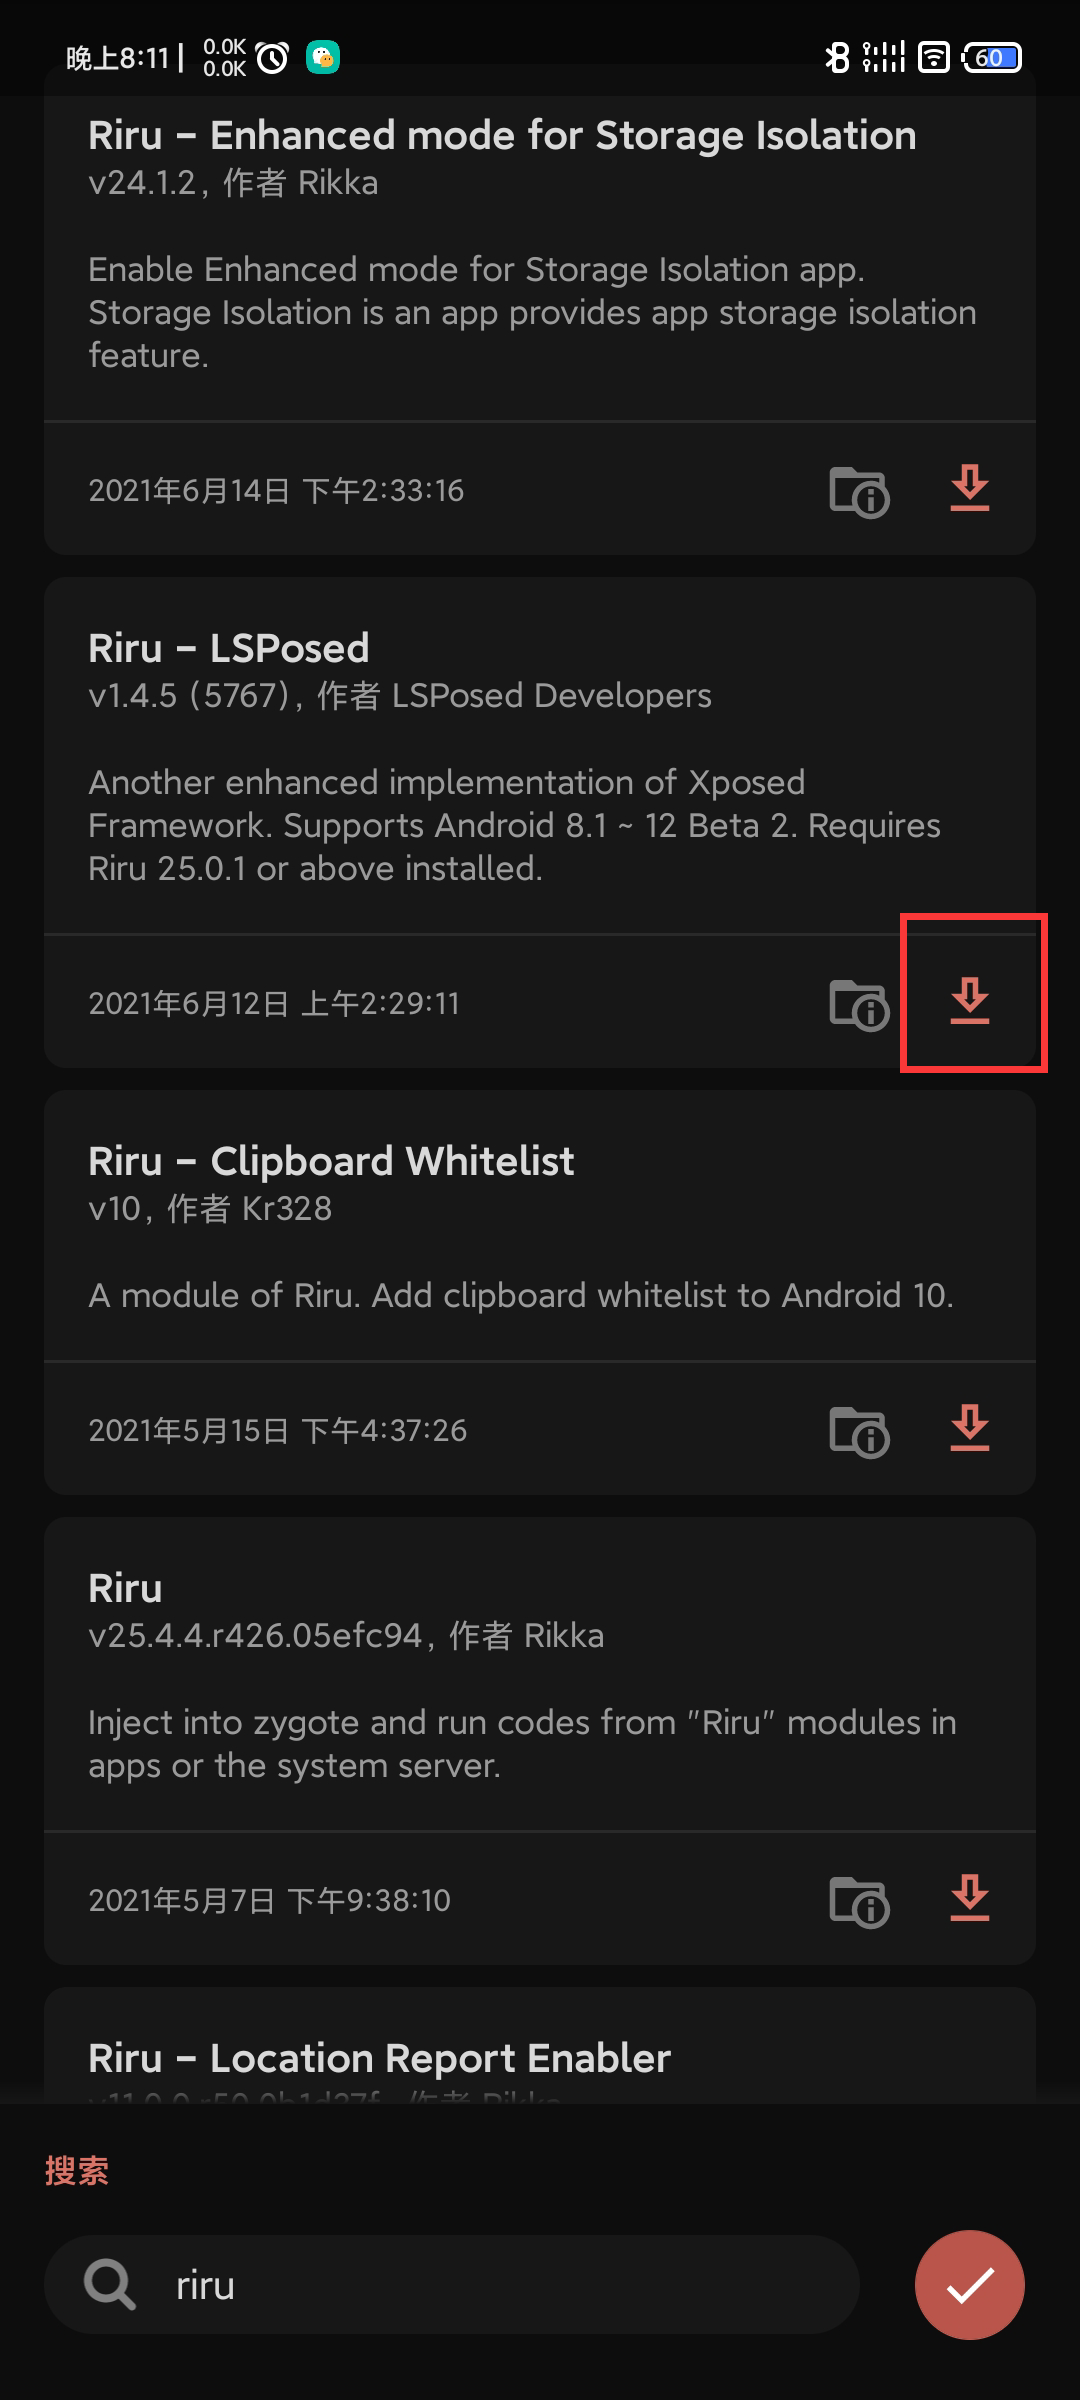 晚上8:11 | 0.0K
0.0K
60
Riru – Enhanced mode for Storage Isolation
v24.1.2, 作者 Rikka
Enable Enhanced mode for Storage Isolation app.
Storage Isolation is an app provides app storage isolation
feature.
2021年6月14日 下午2:33:16
Riru – LSPosed
v1.4.5 (5767), 作者 LSPosed Developers
Another enhanced implementation of Xposed
Framework. Supports Android 8.1 ~ 12 Beta 2. Requires
Riru 25.0.1 or above installed.
2021年6月12日 上午2:29:11
Riru – Clipboard Whitelist
v10, 作者 Kr328
A module of Riru. Add clipboard whitelist to Android 10.
2021年5月15日 下午4:37:26
Riru
v25.4.4.r426.05efc94, 作者 Rikka
Inject into zygote and run codes from "Riru" modules in
apps or the system server.
2021年5月7日 下午9:38:10
Riru – Location Report Enabler
作者 Rikka
搜索
riru